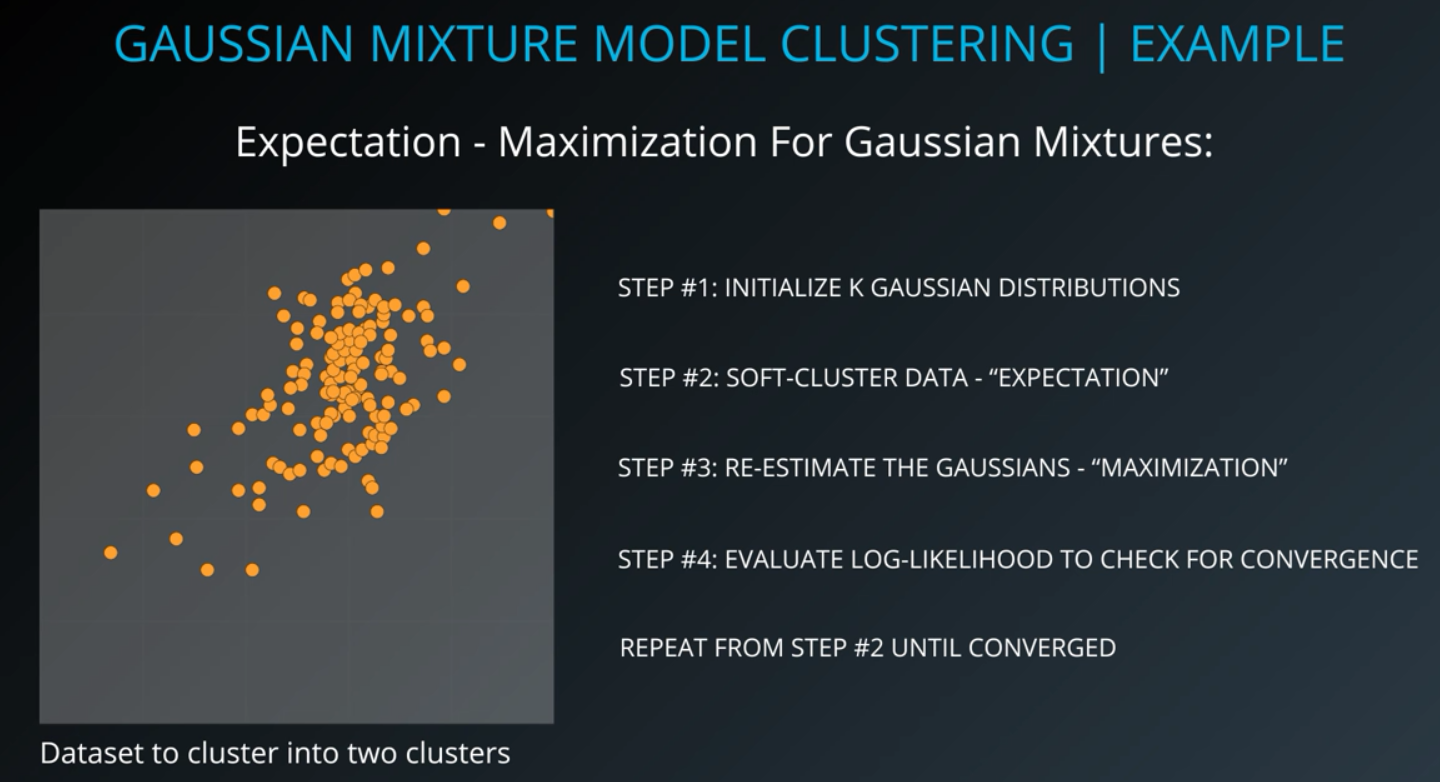 GAUSSIAN MIXTURE MODEL CLUSTERING | EXAMPLE
Expectation - Maximization For Gaussian Mixtures:
STEP #1: INITIALIZE K GAUSSIAN DISTRIBUTIONS
STEP #2: SOFT-CLUSTER DATA - “EXPECTATION”
STEP #3: RE-ESTIMATE THE GAUSSIANS - “MAXIMIZATION”
STEP #4: EVALUATE LOG-LIKELIHOOD TO CHECK FOR CONVERGENCE
REPEAT FROM STEP #2 UNTIL CONVERGED
Dataset to cluster into two clusters